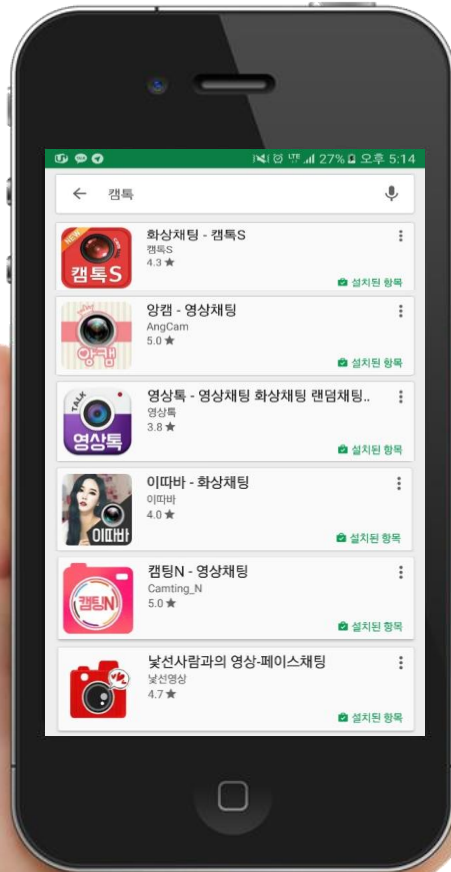 LTE 27% 오후 5:14
캠톡
NEW
캠톡S
화상채팅 - 캠톡S
캠톡S
4.3 ★
설치된 항목
앙캠
앙캠 - 영상채팅
AngCam
5.0 ★
설치된 항목
TALK
영상톡
영상톡 - 영상채팅 화상채팅 랜덤채팅..
영상톡
3.8 ★
설치된 항목
이따바
이따바 - 화상채팅
이따바
4.0 ★
설치된 항목
캠팅N
캠팅N - 영상채팅
Camting_N
5.0 ★
설치된 항목
낯선사람과의 영상-페이스채팅
낯선영상
4.7 ★
설치된 항목